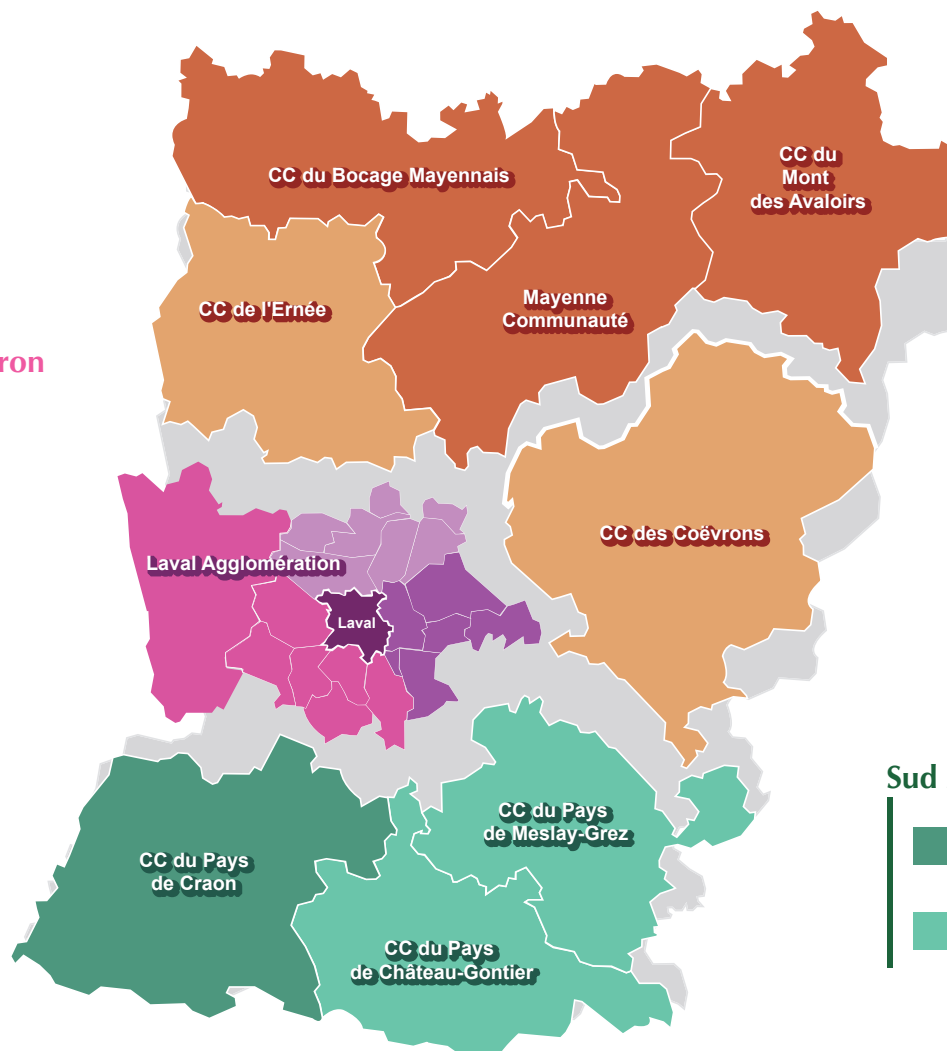 CC du Bocage Mayennais
CC du
Mont
des Avaloirs
CC de l'Ernée
Mayenne
Communauté
ron
CC des Coëvrons
Laval Agglomération
Laval
Sud
CC du Pays
de Meslay-Grez
CC du Pays
de Craon
CC du Pays
de Château-Gontier